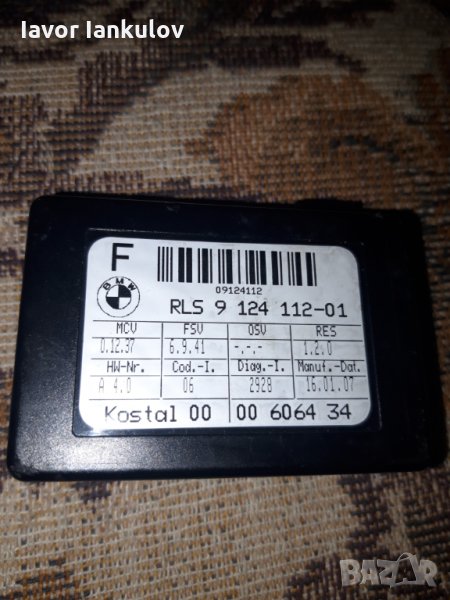 Iavor Iankulov
F
09124112
BMW
RLS 9 124 112-01
MCV FSV OSV RES
0.12.37 6.9.41 -.-.- 1.2.0
HW-Nr. Cod.-I. Diag.-I. Manuf.-Dat.
A 4.0 06 2928 16.01.07
Kostal 00 00 6064 34
BAZAR